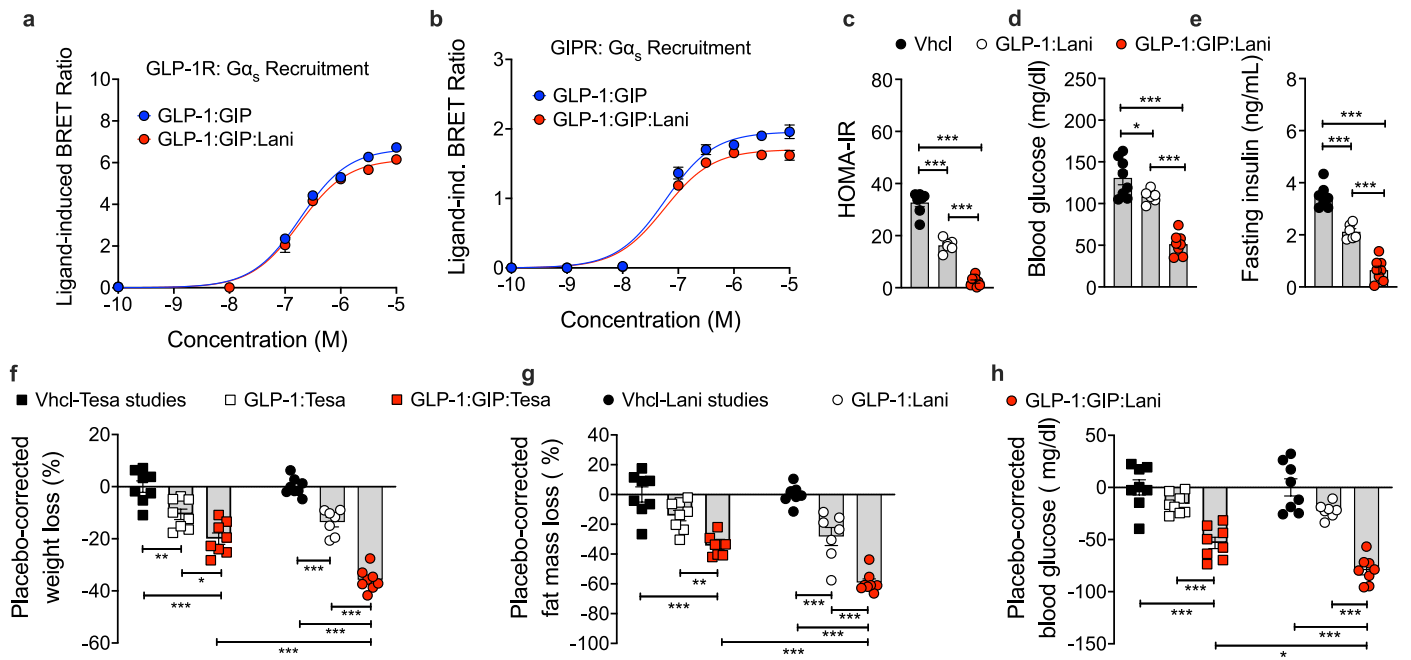 a
GLP-1R: Gαs Recruitment
GLP-1:GIP
GLP-1:GIP:Lani
Ligand-induced BRET Ratio
10
8
6
4
2
0
-10 -9 -8 -7 -6 -5
Concentration (M)
b
GIPR: Gαs Recruitment
GLP-1:GIP
GLP-1:GIP:Lani
Ligand-ind. BRET Ratio
3
2
1
0
-10 -9 -8 -7 -6 -5
Concentration (M)
c d e
Vhcl GLP-1:Lani GLP-1:GIP:Lani
HOMA-IR
80
60
40
20
0
***
***
***
Blood glucose (mg/dl)
250
200
150
100
50
0
***
*
***
Fasting insulin (ng/mL)
8
6
4
2
0
***
***
***
f g h
Vhcl-Tesa studies GLP-1:Tesa GLP-1:GIP:Tesa Vhcl-Lani studies GLP-1:Lani GLP-1:GIP:Lani
Placebo-corrected
weight loss (%)
20
0
-20
-40
-60
**
*
***
***
***
***
***
Placebo-corrected
fat mass loss ( %)
40
20
0
-20
-40
-60
-80
-100
**
***
***
***
***
***
Placebo-corrected
blood glucose ( mg/dl)
50
0
-50
-100
-150
***
***
***
***
*